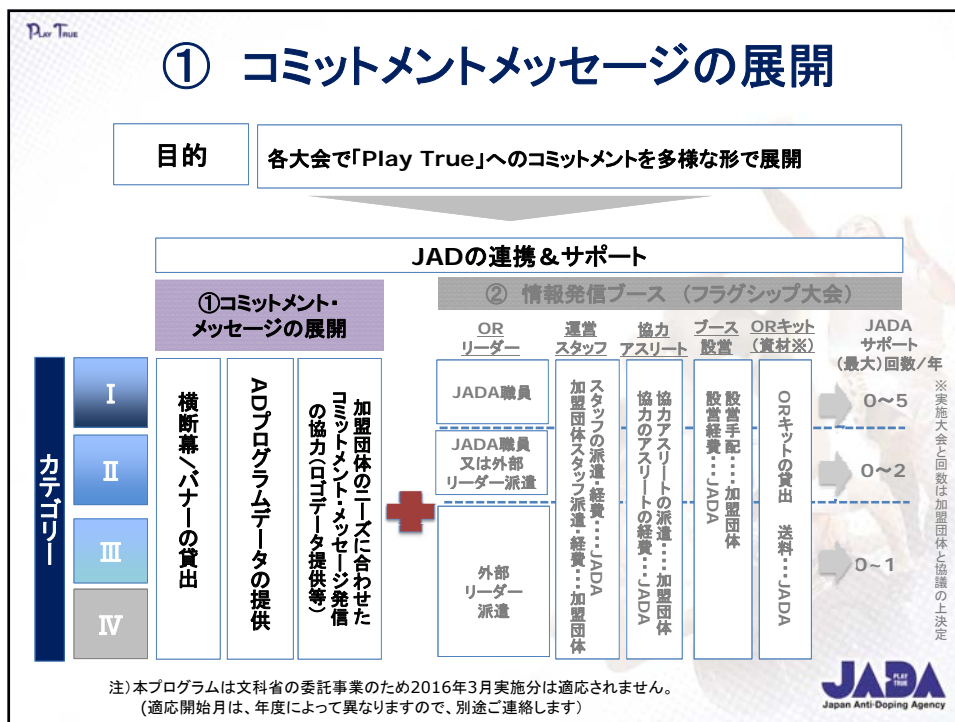 PLAY TRUE
① コミットメントメッセージの展開
目的
各大会で「Play True」へのコミットメントを多様な形で展開
JADの連携＆サポート
①コミットメント・
メッセージの展開
② 情報発信ブース （フラグシップ大会）
OR
リーダー
運営
スタッフ
協力
アスリート
ブース
設営
ORキット
(資材※)
JADA
サポート
(最大)回数/年
カテゴリー
Ⅰ
Ⅱ
Ⅲ
Ⅳ
横断幕／バナーの貸出
ADプログラムデータの提供
加盟団体のニーズに合わせた
コミットメント・メッセージ発信
の協力(ロゴデータ提供等)
JADA職員
JADA職員
又は外部
リーダー派遣
外部
リーダー
派遣
スタッフの派遣・経費・・・JADA
加盟団体スタッフ派遣・経費・・・加盟団体
協力アスリートの派遣・・・加盟団体
協力のアスリートの経費・・・JADA
設営手配・・・加盟団体
設営経費・・・JADA
ORキットの貸出 送料・・・JADA
0～5
0～2
0～1
※実施大会と回数は加盟団体と協議の上決定
注）本プログラムは文科省の委託事業のため2016年3月実施分は適応されません。
(適応開始月は、年度によって異なりますので、別途ご連絡します）
JADA
PLAY TRUE
Japan Anti-Doping Agency